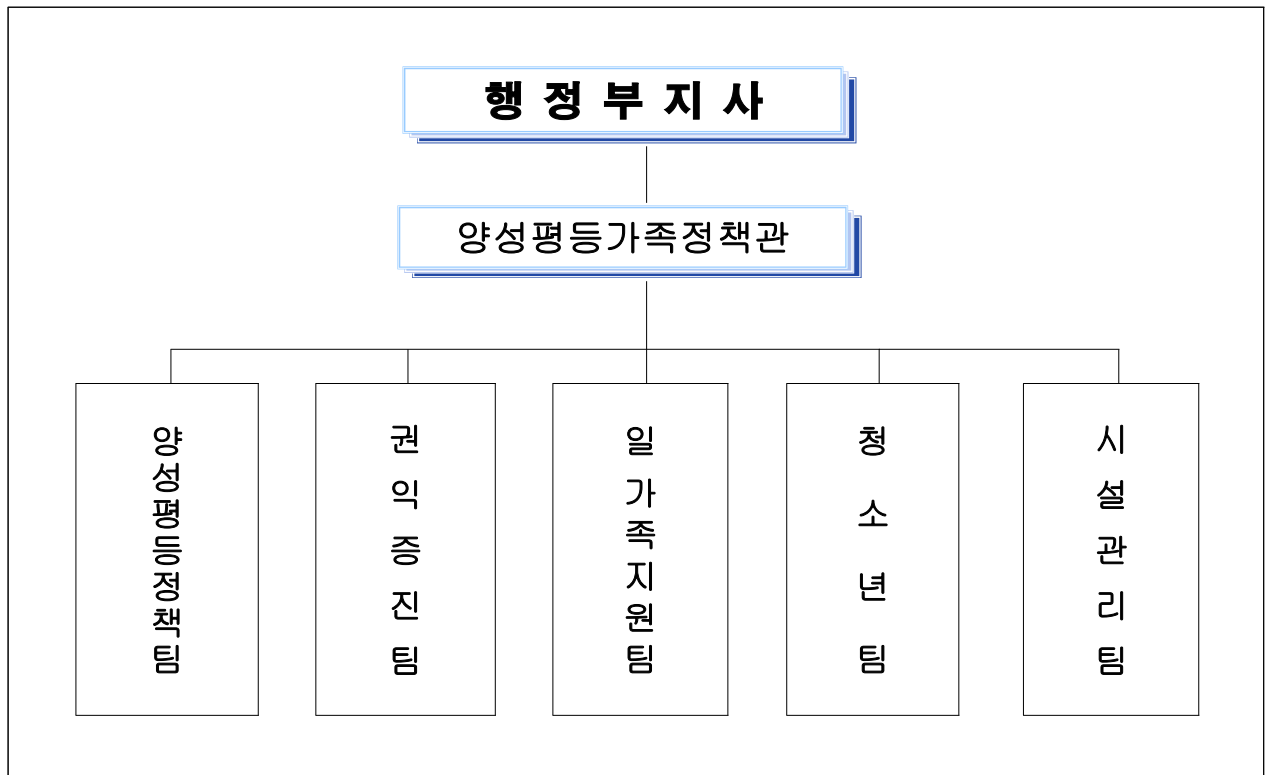 행 정 부 지 사
양성평등가족정책관
양성평등정책팀
권익증진팀
일 가족지원팀
청소년팀
시설관리팀